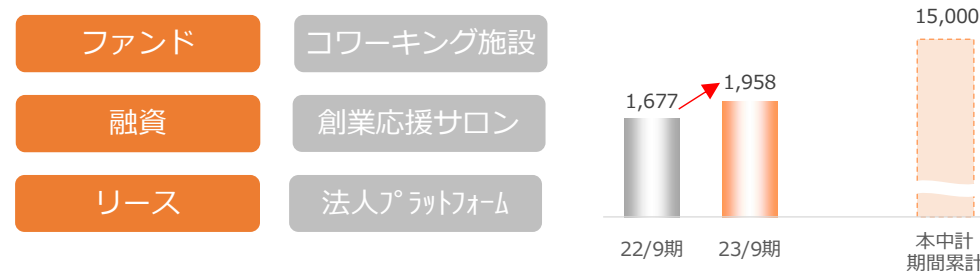 ファンド
コワーキング施設
融資
創業応援サロン
リース
法人ﾌﾟﾗｯﾄﾌｫｰﾑ
15,000
1,677
1,958
22/9期
23/9期
本中計
期間累計